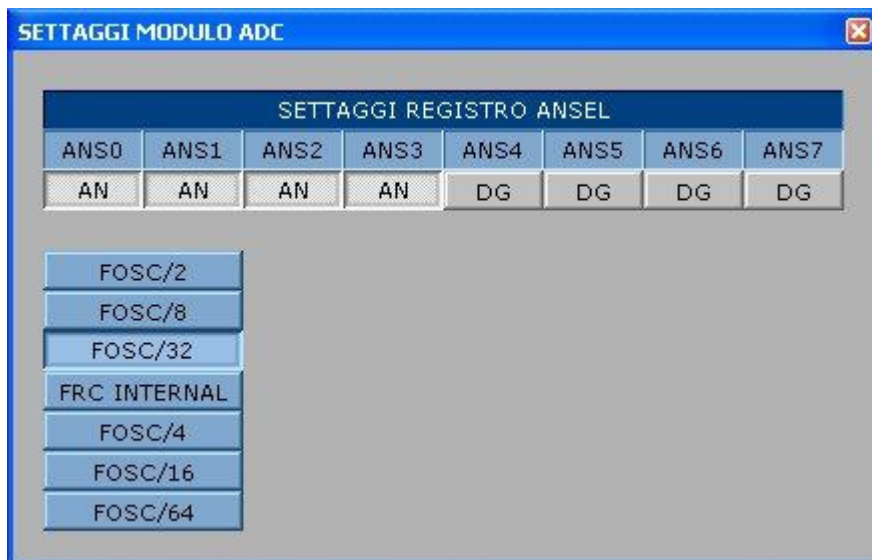 SETTAGGI MODULO ADC
SETTAGGI REGISTRO ANSEL
ANS0 ANS1 ANS2 ANS3 ANS4 ANS5 ANS6 ANS7
AN AN AN AN DG DG DG DG
FOSC/2
FOSC/8
FOSC/32
FRC INTERNAL
FOSC/4
FOSC/16
FOSC/64